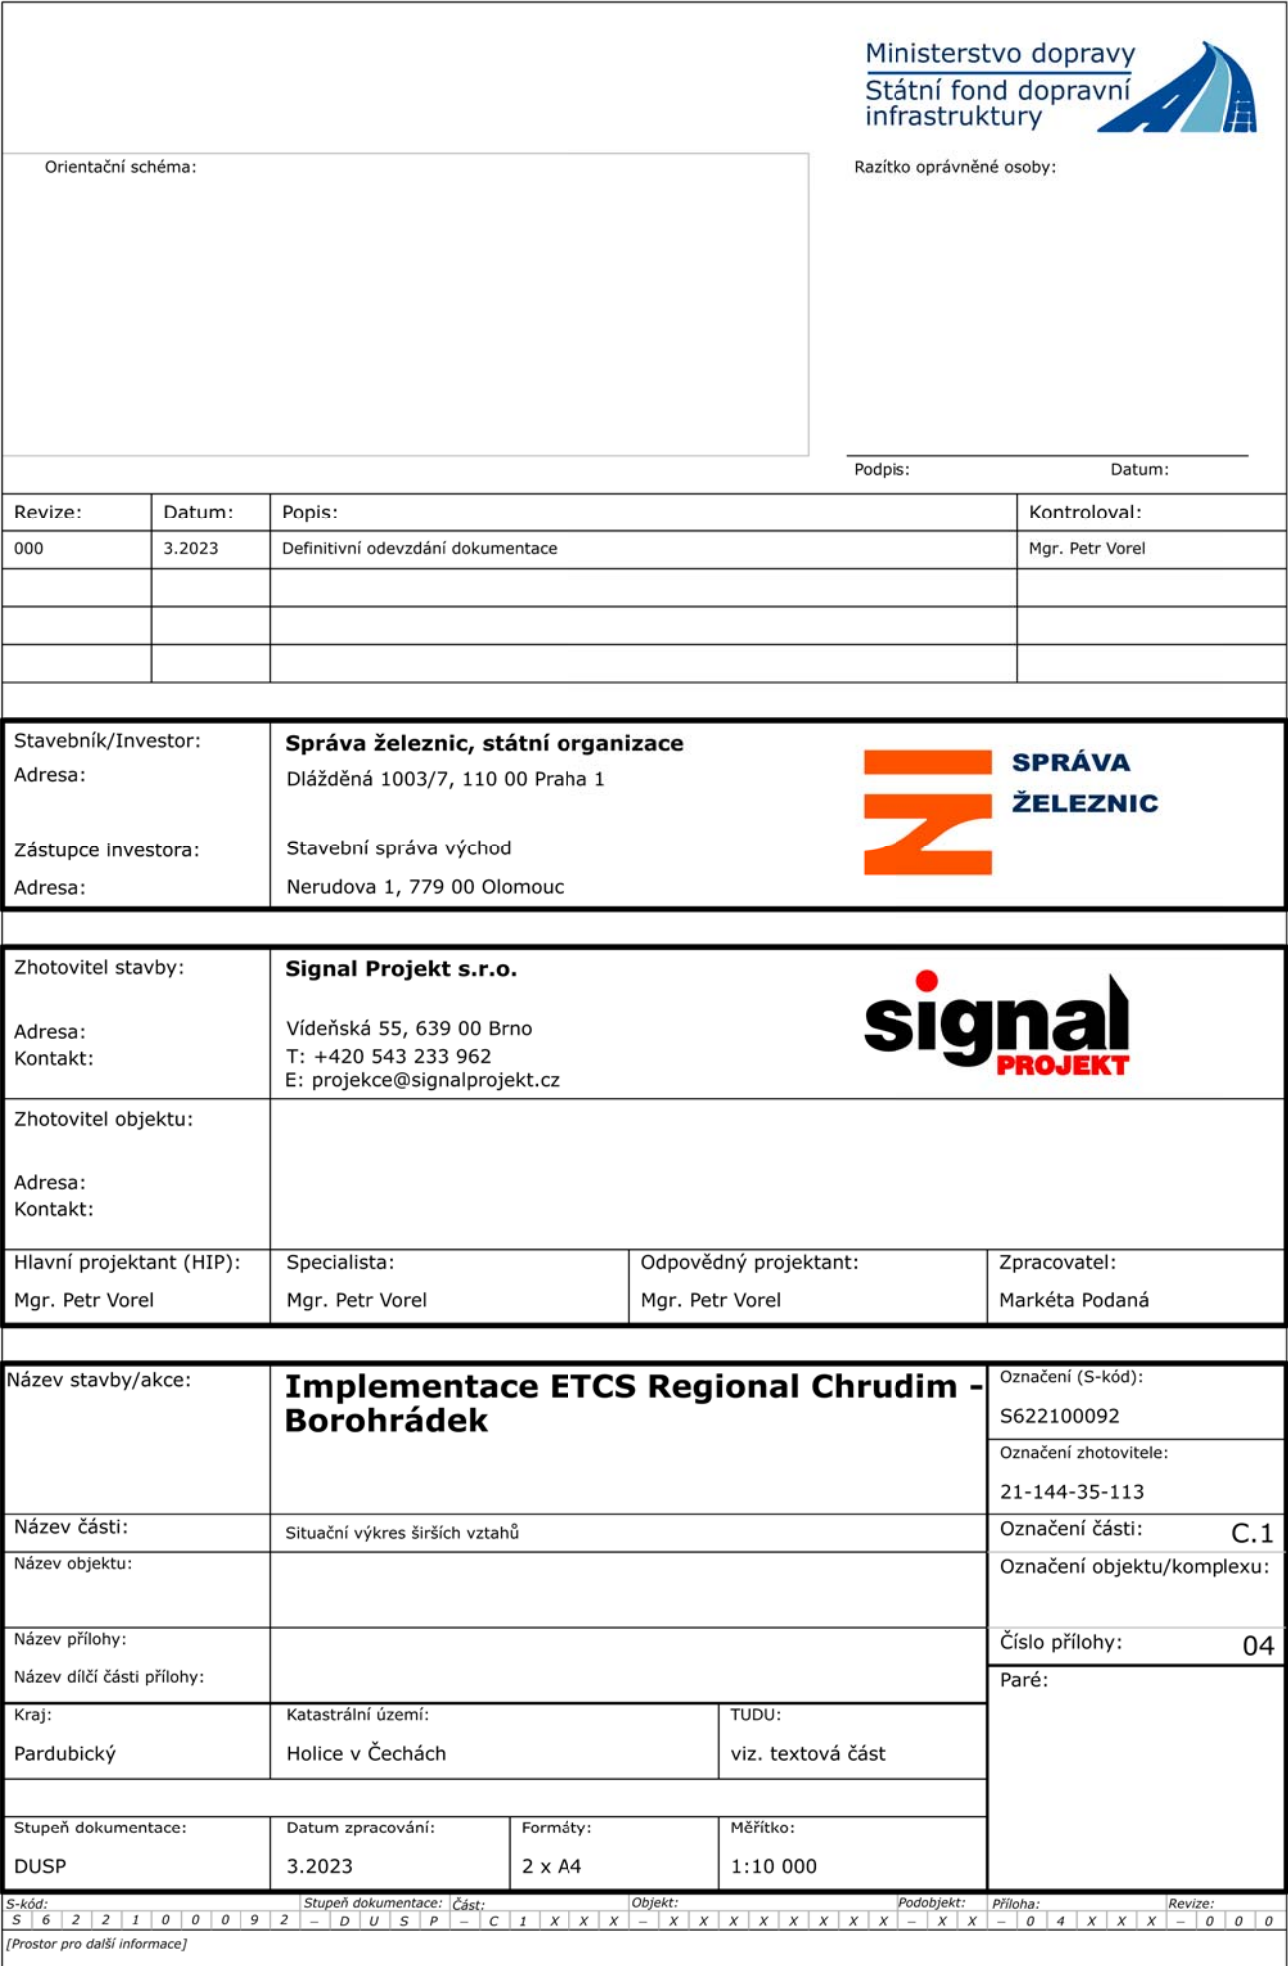 Ministerstvo dopravy
Státní fond dopravní
infrastruktury
Orientační schéma:
Razítko oprávněné osoby:
Podpis: Datum:
Revize: Datum: Popis: Kontroloval:
000 3.2023 Definitivní odevzdání dokumentace Mgr. Petr Vorel
Stavebník/Investor: Správa železnic, státní organizace
Adresa: Dlážděná 1003/7, 110 00 Praha 1
SPRÁVA
ŽELEZNIC
Zástupce investora: Stavební správa východ
Adresa: Nerudova 1, 779 00 Olomouc
Zhotovitel stavby: Signal Projekt s.r.o.
signal
PROJEKT
Adresa: Vídeňská 55, 639 00 Brno
Kontakt: T: +420 543 233 962
E: projekce@signalprojekt.cz
Zhotovitel objektu:
Adresa:
Kontakt:
Hlavní projektant (HIP): Specialista: Odpovědný projektant: Zpracovatel:
Mgr. Petr Vorel Mgr. Petr Vorel Mgr. Petr Vorel Markéta Podaná
Název stavby/akce: Implementace ETCS Regional Chrudim -
Borohrádek
Označení (S-kód):
S622100092
Označení zhotovitele:
21-144-35-113
Název části: Situační výkres širších vztahů Označení části: C.1
Název objektu: Označení objektu/komplexu:
Název přílohy: Číslo přílohy: 04
Název dílčí části přílohy: Paré:
Kraj: Katastrální území: TUDU:
Pardubický Holice v Čechách viz. textová část
Stupeň dokumentace: Datum zpracování: Formáty: Měřítko:
DUSP 3.2023 2 x A4 1:10 000
S-kód: Stupeň dokumentace: Část: Objekt: Podobjekt: Příloha: Revize:
S 6 2 2 1 0 0 0 9 2 – D U S P – C 1 X X X – X X X X X X X X – X X – 0 4 X X X – 0 0 0
[Prostor pro další informace]